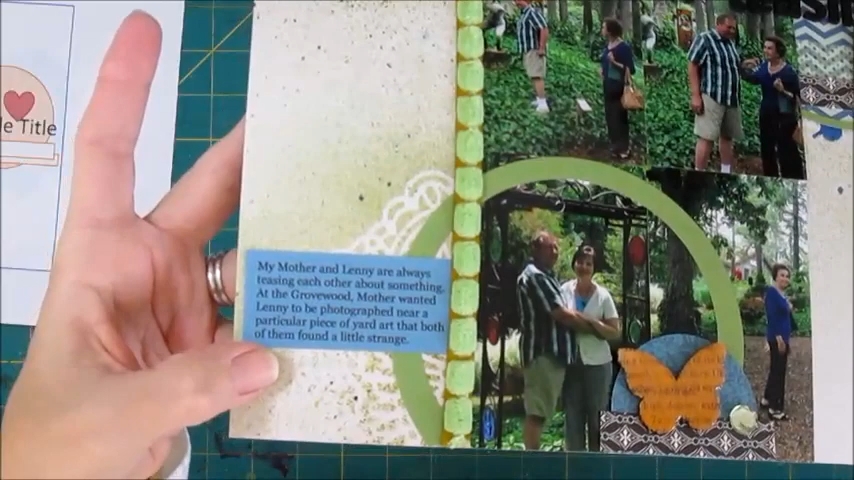 le Title
My Mother and Lenny are always
teasing each other about something.
At the Grovewood, Mother wanted
Lenny to be photographed near a
particular piece of yard art that both
of them found a little strange.